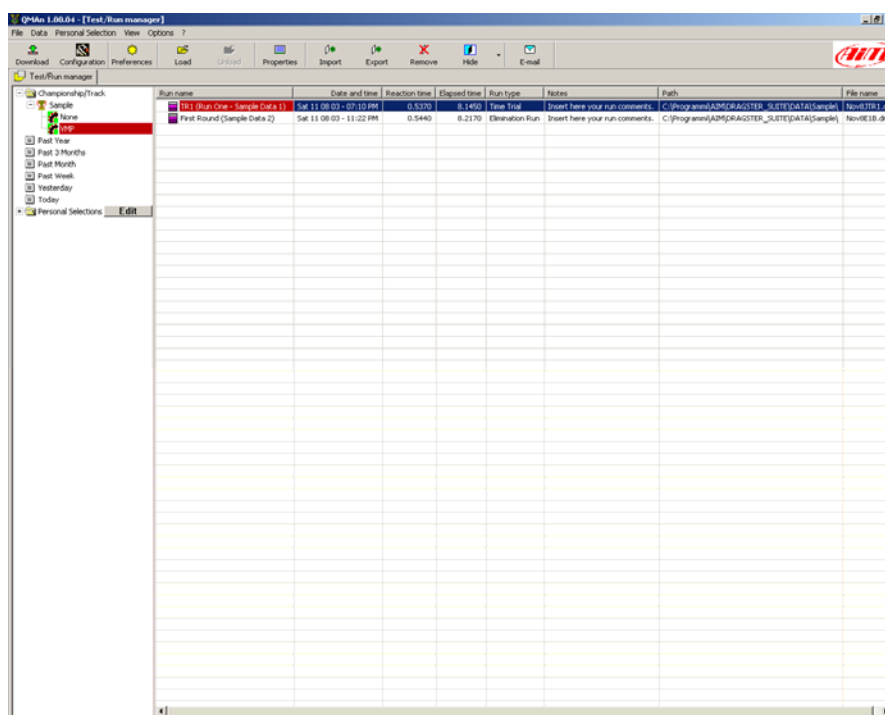 QMAn 1.00.04 - [Test/Run manager]
File Data Personal Selection View Options ?
Download Configuration Preferences Load Unload Properties Import Export Remove Hide E-mail
AiM
Test/Run manager
Championship/Track
Sample
None
VMP
Past Year
Past 3 Months
Past Month
Past Week
Yesterday
Today
Personal Selections Edit
Run name Date and time Reaction time Elapsed time Run type Notes Path File name
TR1 (Run One - Sample Data 1) Sat 11 08 03 - 07:10 PM 0.5370 8.1450 Time Trial Insert here your run comments. C:\Programmi\AIM\DRAGSTER_SUITE\DATA\Sample\ Nov8JTR1.d
First Round (Sample Data 2) Sat 11 08 03 - 11:22 PM 0.5440 8.2170 Elimination Run Insert here your run comments. C:\Programmi\AIM\DRAGSTER_SUITE\DATA\Sample\ Nov8E1B.d